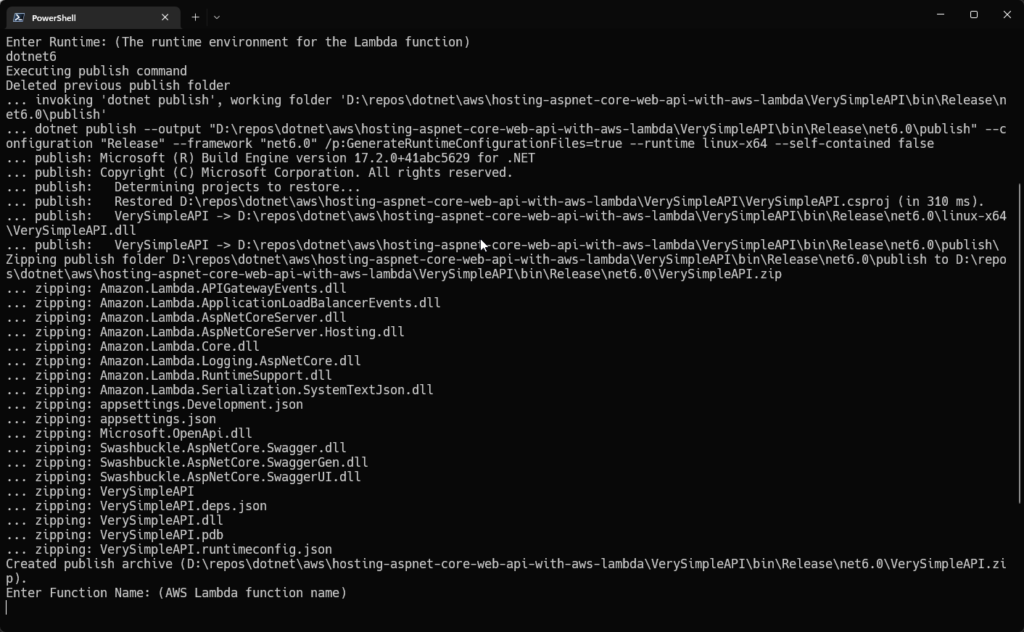 PowerShell
Enter Runtime: (The runtime environment for the Lambda function)
dotnet6
Executing publish command
Deleted previous publish folder
... invoking 'dotnet publish', working folder 'D:\repos\dotnet\aws\hosting-aspnet-core-web-api-with-aws-lambda\VerySimpleAPI\bin\Release\n
et6.0\publish'
... dotnet publish --output "D:\repos\dotnet\aws\hosting-aspnet-core-web-api-with-aws-lambda\VerySimpleAPI\bin\Release\net6.0\publish" --c
onfiguration "Release" --framework "net6.0" /p:GenerateRuntimeConfigurationFiles=true --runtime linux-x64 --self-contained false
... publish: Microsoft (R) Build Engine version 17.2.0+41abc5629 for .NET
... publish: Copyright (C) Microsoft Corporation. All rights reserved.
... publish:   Determining projects to restore...
... publish:   Restored D:\repos\dotnet\aws\hosting-aspnet-core-web-api-with-aws-lambda\VerySimpleAPI\VerySimpleAPI.csproj (in 310 ms).
... publish:   VerySimpleAPI -> D:\repos\dotnet\aws\hosting-aspnet-core-web-api-with-aws-lambda\VerySimpleAPI\bin\Release\net6.0\linux-x64
\VerySimpleAPI.dll
... publish:   VerySimpleAPI -> D:\repos\dotnet\aws\hosting-aspnet-core-web-api-with-aws-lambda\VerySimpleAPI\bin\Release\net6.0\publish\
Zipping publish folder D:\repos\dotnet\aws\hosting-aspnet-core-web-api-with-aws-lambda\VerySimpleAPI\bin\Release\net6.0\publish to D:\repo
s\dotnet\aws\hosting-aspnet-core-web-api-with-aws-lambda\VerySimpleAPI\bin\Release\net6.0\VerySimpleAPI.zip
... zipping: Amazon.Lambda.APIGatewayEvents.dll
... zipping: Amazon.Lambda.ApplicationLoadBalancerEvents.dll
... zipping: Amazon.Lambda.AspNetCoreServer.dll
... zipping: Amazon.Lambda.AspNetCoreServer.Hosting.dll
... zipping: Amazon.Lambda.Core.dll
... zipping: Amazon.Lambda.Logging.AspNetCore.dll
... zipping: Amazon.Lambda.RuntimeSupport.dll
... zipping: Amazon.Lambda.Serialization.SystemTextJson.dll
... zipping: appsettings.Development.json
... zipping: appsettings.json
... zipping: Microsoft.OpenApi.dll
... zipping: Swashbuckle.AspNetCore.Swagger.dll
... zipping: Swashbuckle.AspNetCore.SwaggerGen.dll
... zipping: Swashbuckle.AspNetCore.SwaggerUI.dll
... zipping: VerySimpleAPI
... zipping: VerySimpleAPI.deps.json
... zipping: VerySimpleAPI.dll
... zipping: VerySimpleAPI.pdb
... zipping: VerySimpleAPI.runtimeconfig.json
Created publish archive (D:\repos\dotnet\aws\hosting-aspnet-core-web-api-with-aws-lambda\VerySimpleAPI\bin\Release\net6.0\VerySimpleAPI.zi
p).
Enter Function Name: (AWS Lambda function name)